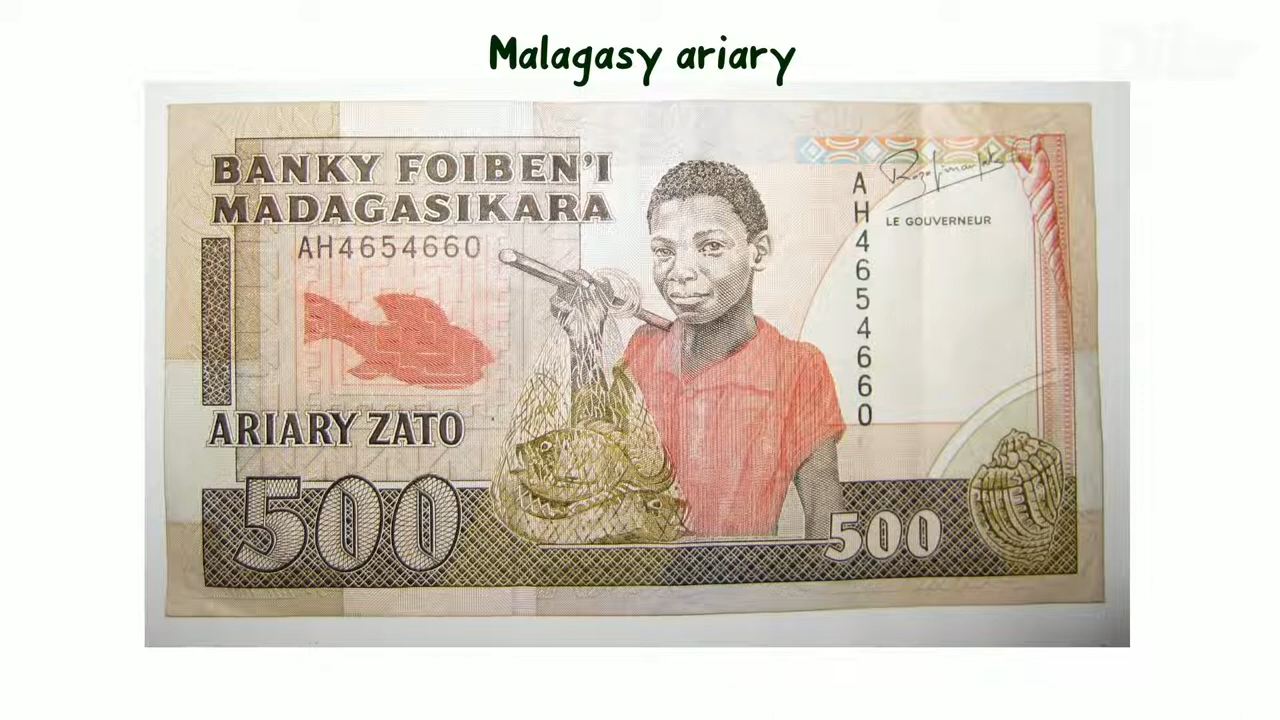 Malagasy ariary
BANKY FOIBEN'I
MADAGASIKARA
AH4654660
AH4654660
LE GOUVERNEUR
ARIARY ZATO
500
500